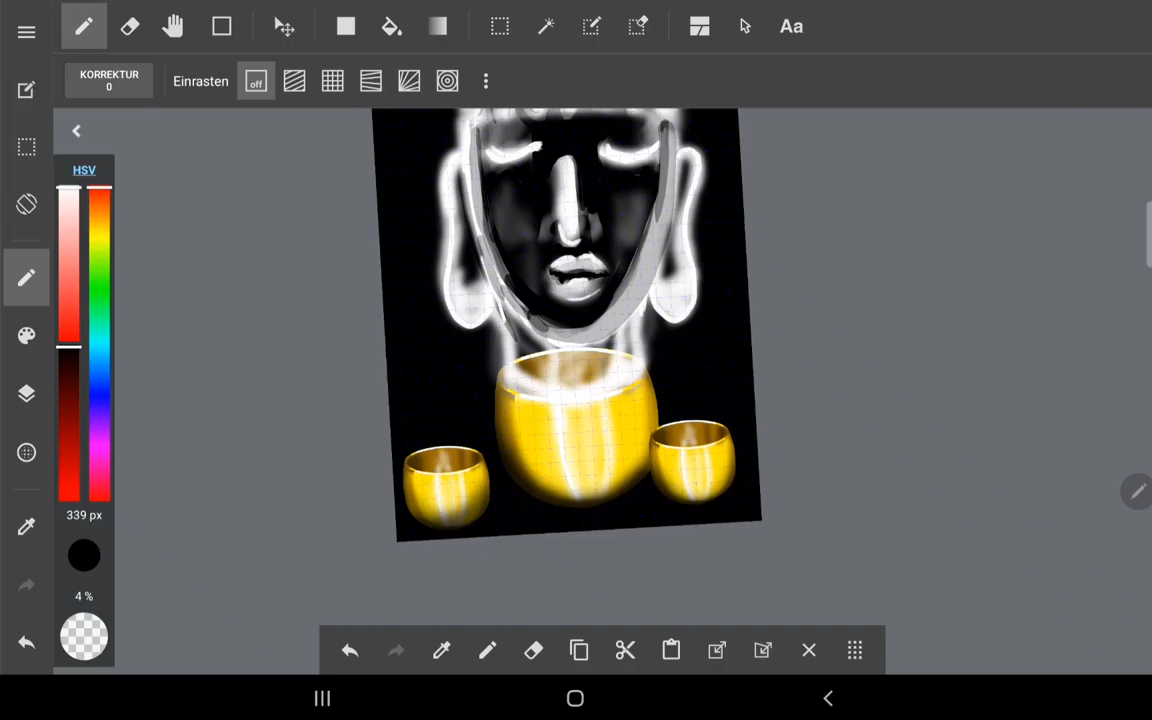 Aa
KORREKTUR
0
Einrasten
off
HSV
339 px
4 %